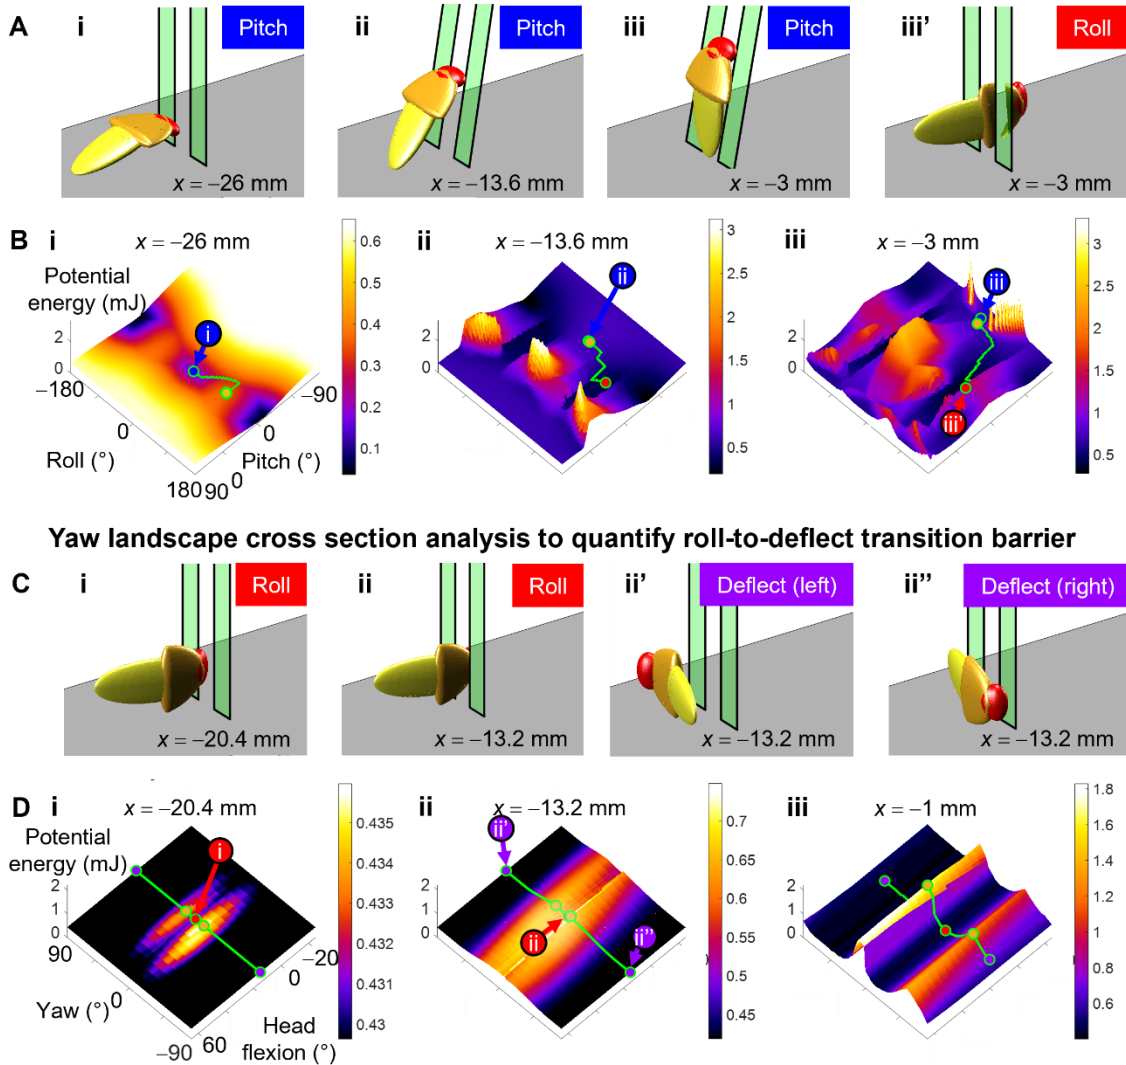 A i Pitch ii Pitch iii Pitch iii' Roll
x = −26 mm x = −13.6 mm x = −3 mm x = −3 mm
B i x = −26 mm ii x = −13.6 mm iii x = −3 mm
Potential
energy (mJ)
2
0
−180
0
180
Roll (°)
−90
0
90
0
Pitch (°)
i
0.6
0.5
0.4
0.3
0.2
0.1
2
0
ii
3
2.5
2
1.5
1
0.5
2
0
iii
iii'
3
2.5
2
1.5
1
0.5
Yaw landscape cross section analysis to quantify roll-to-deflect transition barrier
C i Roll ii Roll ii' Deflect (left) ii'' Deflect (right)
x = −20.4 mm x = −13.2 mm x = −13.2 mm x = −13.2 mm
D i x = −20.4 mm ii x = −13.2 mm iii x = −1 mm
Potential
energy (mJ)
2
1
0
90
0
−90
Yaw (°)
−20
0
60
Head
flexion (°)
i
0.435
0.434
0.433
0.432
0.431
0.43
2
1
0
ii'
ii
ii''
0.7
0.65
0.6
0.55
0.5
0.45
2
1
0
1.8
1.6
1.4
1.2
1
0.8
0.6